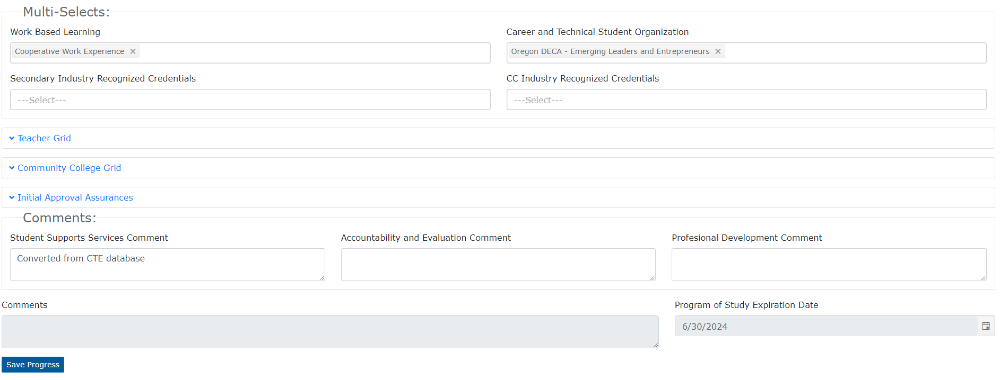 Multi-Selects:
Work Based Learning
Career and Technical Student Organization
Cooperative Work Experience ×
Oregon DECA - Emerging Leaders and Entrepreneurs ×
Secondary Industry Recognized Credentials
CC Industry Recognized Credentials
---Select---
---Select---
Teacher Grid
Community College Grid
Initial Approval Assurances
Comments:
Student Supports Services Comment
Accountability and Evaluation Comment
Profesional Development Comment
Converted from CTE database
Comments
Program of Study Expiration Date
6/30/2024
Save Progress